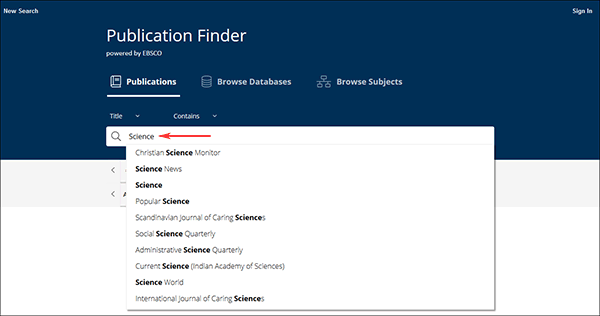 New Search
Sign In
Publication Finder
powered by EBSCO
Publications
Browse Databases
Browse Subjects
Title
Contains
Science
Christian Science Monitor
Science News
Science
Popular Science
Scandinavian Journal of Caring Sciences
Social Science Quarterly
Administrative Science Quarterly
Current Science (Indian Academy of Sciences)
Science World
International Journal of Caring Sciences